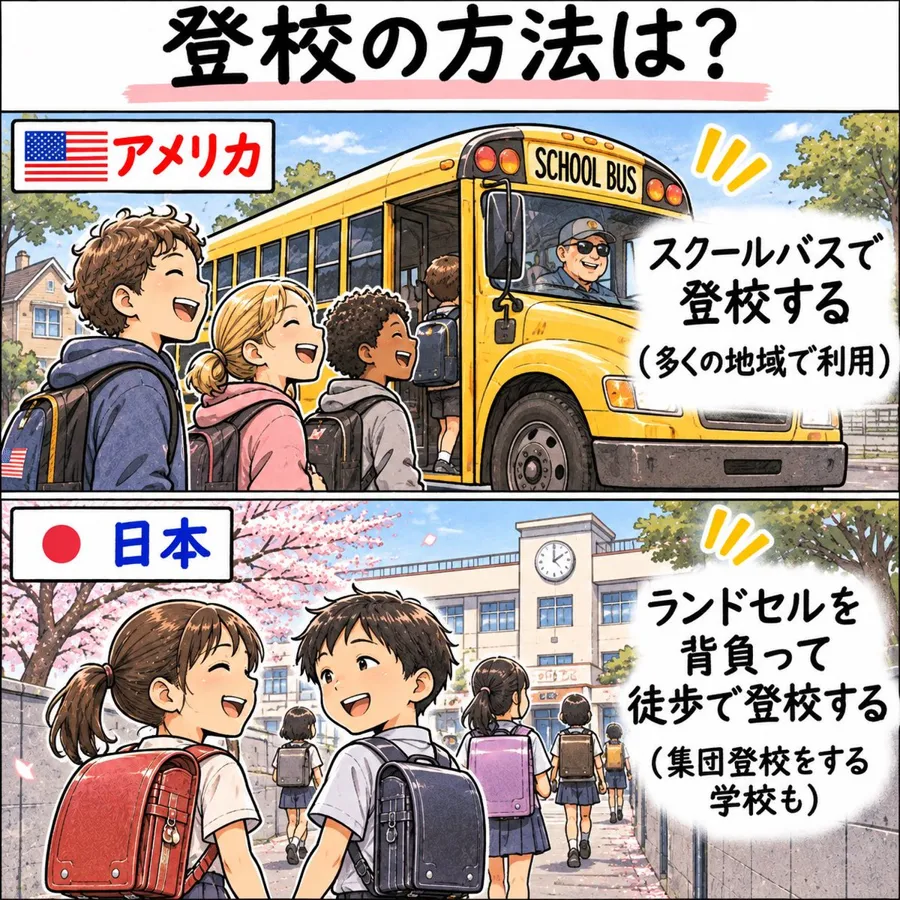 登校の方法は?
アメリカ
SCHOOL BUS
スクールバスで
登校する
(多くの地域で利用)
日本
ランドセルを
背負って
徒歩で登校する
(集団登校をする
学校も)